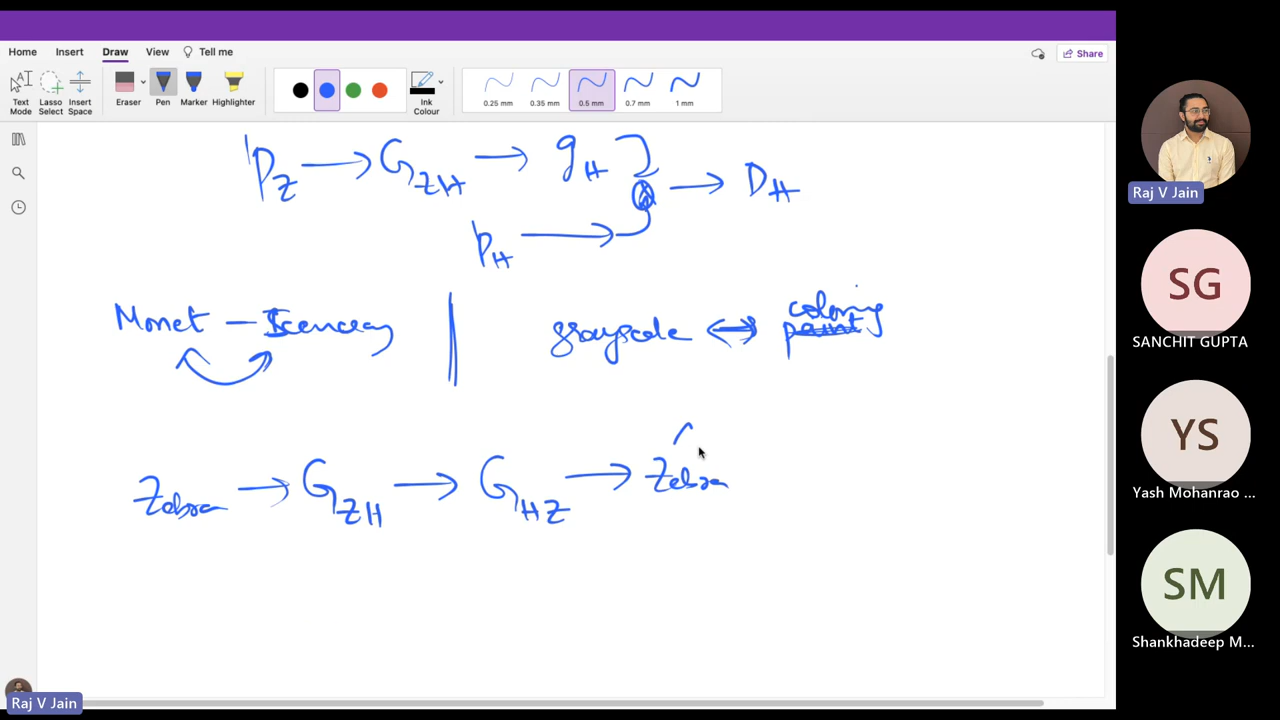 Home Insert Draw View Tell me
Share
Text Mode
Lasso Select
Insert Space
Eraser
Pen
Marker
Highlighter
Ink Colour
0.25 mm 0.35 mm 0.5 mm 0.7 mm 1 mm
Raj V Jain
SG
SANCHIT GUPTA
YS
Yash Mohanrao ...
SM
Shankhadeep M...
PZ → GZH → gH → DH
PH →
Monet — Scenery
grayscale ↔ coloring
Zebra → GZH → GHZ → Zebra
Raj V Jain